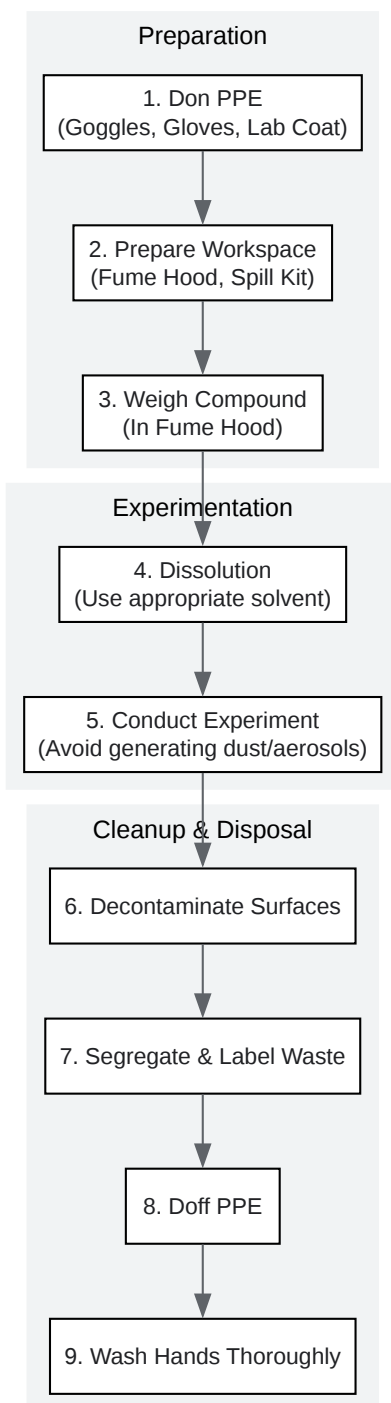 Preparation
1. Don PPE
(Goggles, Gloves, Lab Coat)
2. Prepare Workspace
(Fume Hood, Spill Kit)
3. Weigh Compound
(In Fume Hood)
Experimentation
4. Dissolution
(Use appropriate solvent)
5. Conduct Experiment
(Avoid generating dust/aerosols)
Cleanup & Disposal
6. Decontaminate Surfaces
7. Segregate & Label Waste
8. Doff PPE
9. Wash Hands Thoroughly